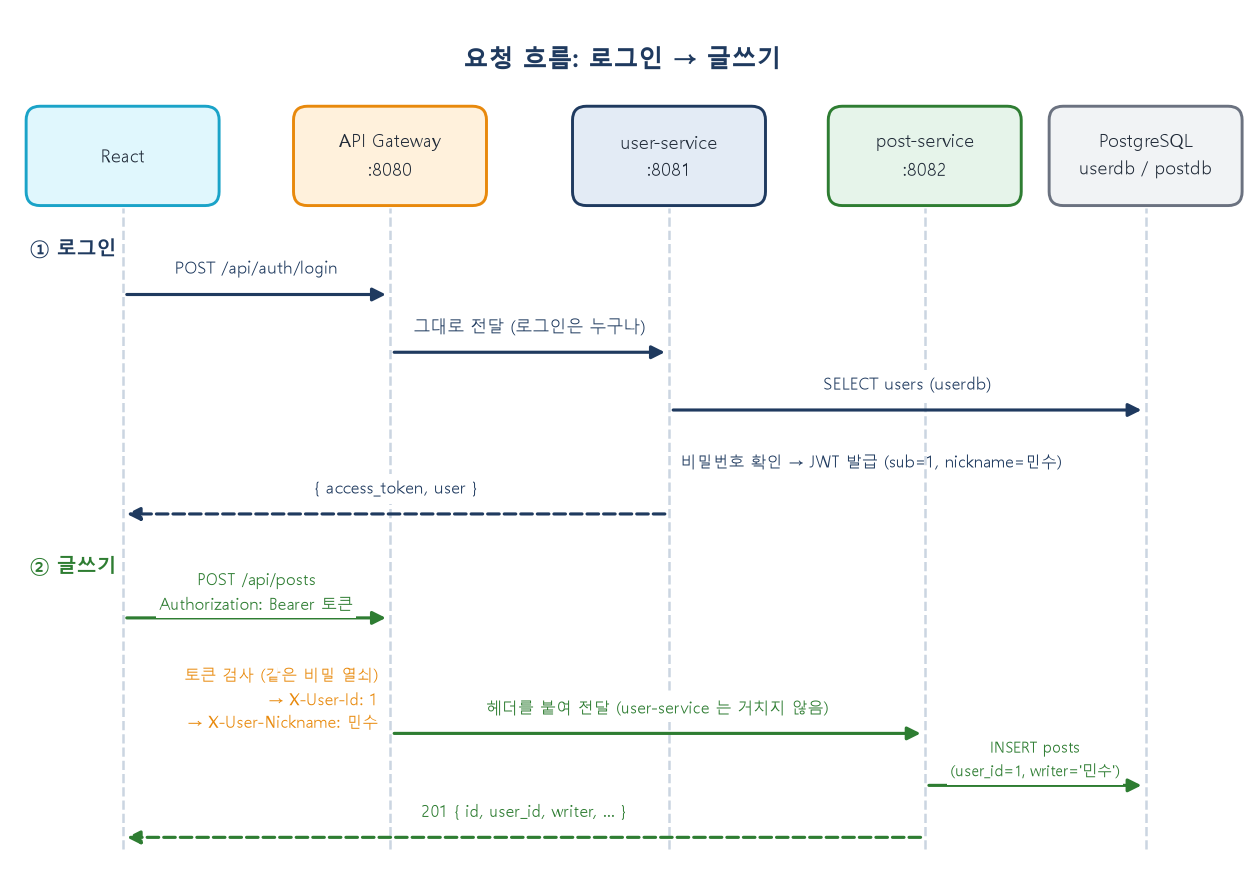 요청 흐름: 로그인 → 글쓰기
React
API Gateway
:8080
user-service
:8081
post-service
:8082
PostgreSQL
userdb / postdb
① 로그인
POST /api/auth/login
그대로 전달 (로그인은 누구나)
SELECT users (userdb)
비밀번호 확인 → JWT 발급 (sub=1, nickname=민수)
{ access_token, user }
② 글쓰기
POST /api/posts
Authorization: Bearer 토큰
토큰 검사 (같은 비밀 열쇠)
→ X-User-Id: 1
→ X-User-Nickname: 민수
헤더를 붙여 전달 (user-service 는 거치지 않음)
INSERT posts
(user_id=1, writer='민수')
201 { id, user_id, writer, ... }